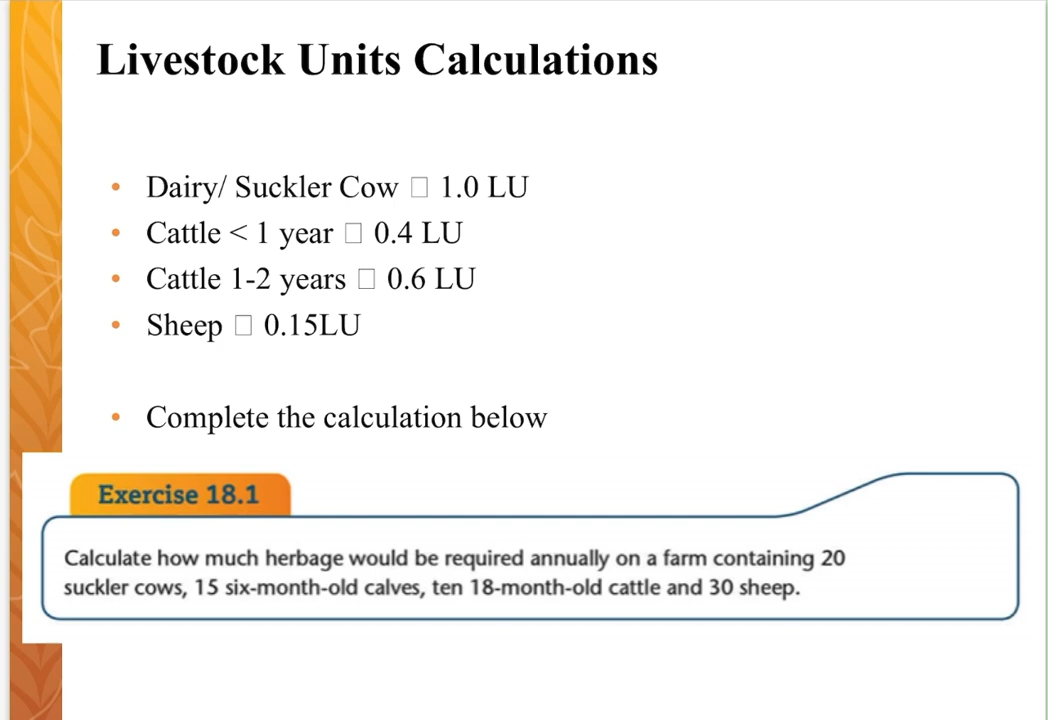 Livestock Units Calculations
• Dairy/ Suckler Cow □ 1.0 LU
• Cattle < 1 year □ 0.4 LU
• Cattle 1-2 years □ 0.6 LU
• Sheep □ 0.15LU
• Complete the calculation below
Exercise 18.1
Calculate how much herbage would be required annually on a farm containing 20
suckler cows, 15 six-month-old calves, ten 18-month-old cattle and 30 sheep.